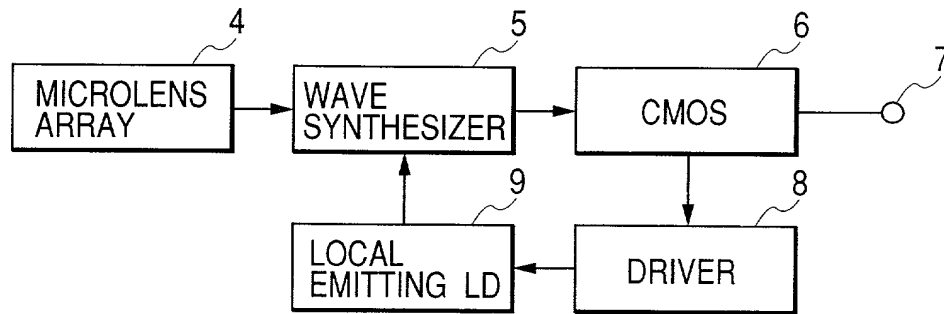 4
5
6
7
MICROLENS
ARRAY
WAVE
SYNTHESIZER
CMOS
9
8
LOCAL
EMITTING LD
DRIVER